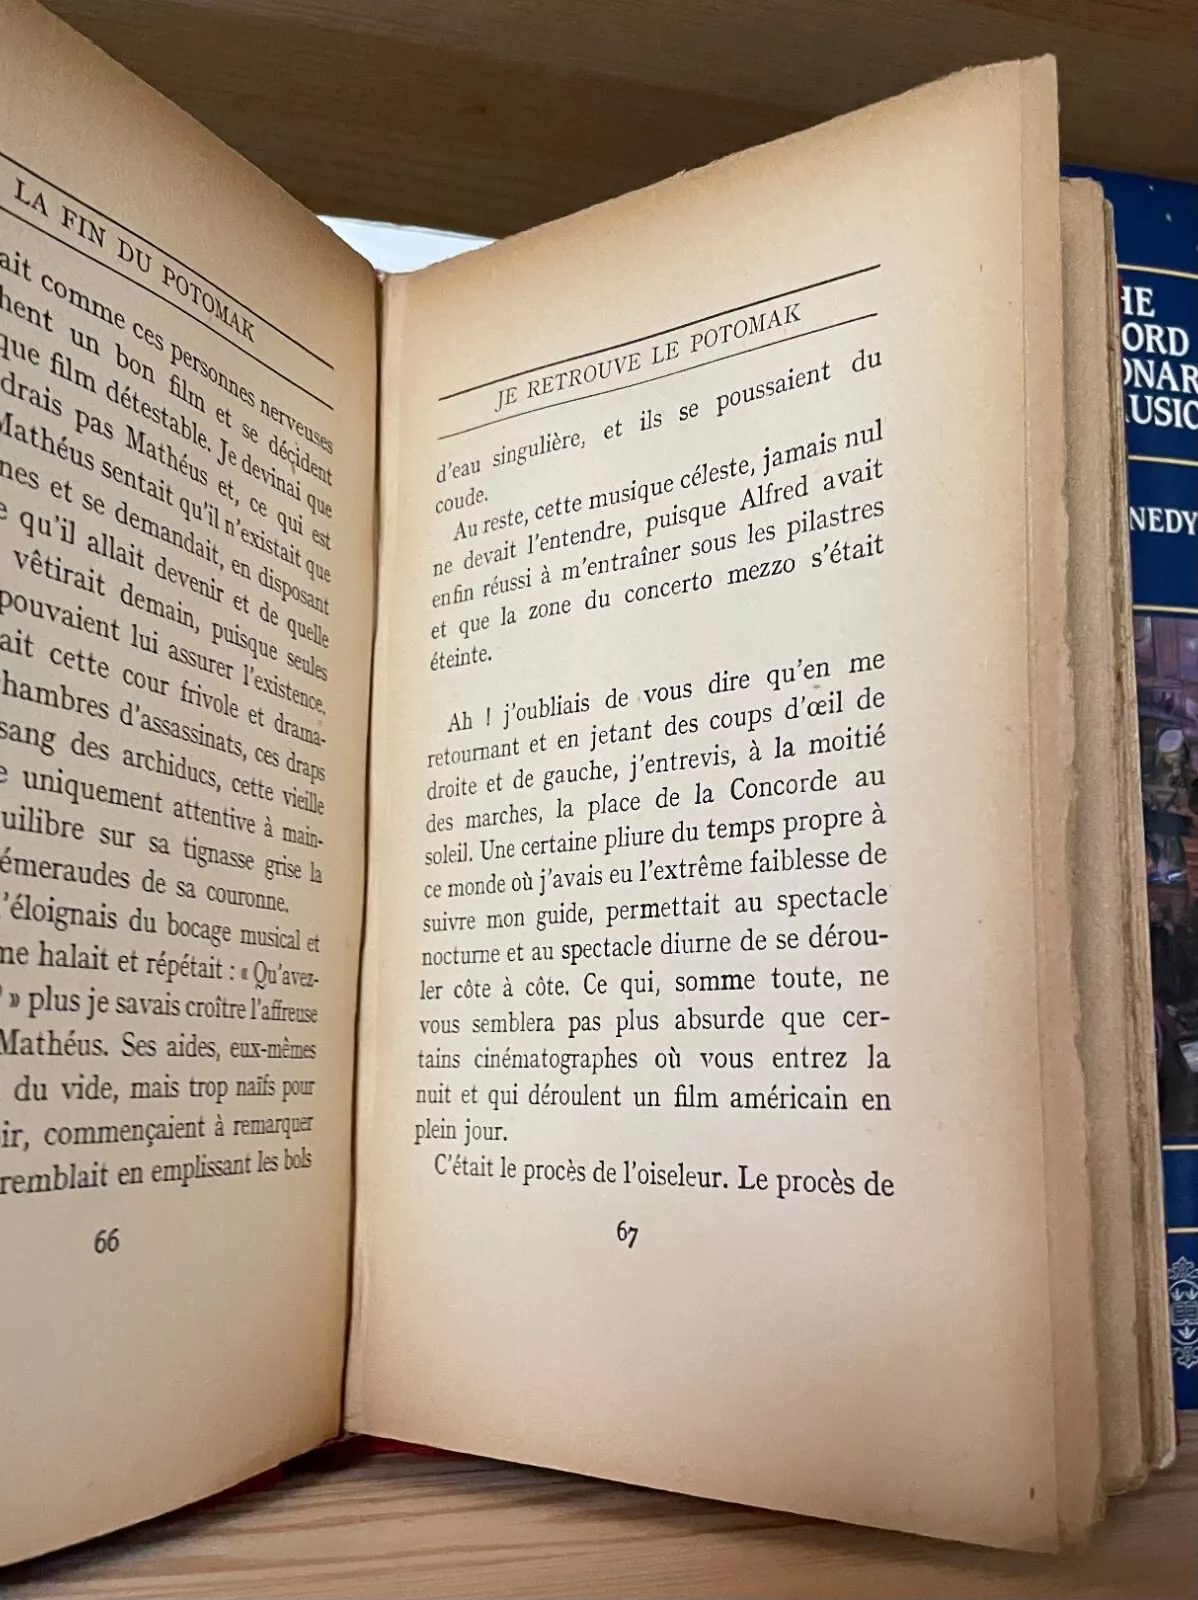 LA FIN DU POTOMAK
ait comme ces personnes nerveuses
hent un bon film et se décident
que film détestable. Je devinai que
drais pas Mathéus et, ce qui est
Mathéus sentait qu'il n'existait que
nes et se demandait, en disposant
e qu'il allait devenir et de quelle
vêtirait demain, puisque seules
pouvaient lui assurer l'existence.
ait cette cour frivole et drama-
hambres d'assassinats, ces draps
sang des archiducs, cette vieille
e uniquement attentive à main-
uilibre sur sa tignasse grise la
émeraudes de sa couronne.
'éloignais du bocage musical et
me halait et répétait : « Qu'avez-
» plus je savais croître l'affreuse
Mathéus. Ses aides, eux-mêmes
du vide, mais trop naïfs pour
ir, commençaient à remarquer
remblait en emplissant les bols
66
JE RETROUVE LE POTOMAK
d'eau singulière, et ils se poussaient du
coude.
Au reste, cette musique céleste, jamais nul
ne devait l'entendre, puisque Alfred avait
enfin réussi à m'entraîner sous les pilastres
et que la zone du concerto mezzo s'était
éteinte.
Ah ! j'oubliais de vous dire qu'en me
retournant et en jetant des coups d'œil de
droite et de gauche, j'entrevis, à la moitié
des marches, la place de la Concorde au
soleil. Une certaine pliure du temps propre à
ce monde où j'avais eu l'extrême faiblesse de
suivre mon guide, permettait au spectacle
nocturne et au spectacle diurne de se dérou-
ler côte à côte. Ce qui, somme toute, ne
vous semblera pas plus absurde que cer-
tains cinématographes où vous entrez la
nuit et qui déroulent un film américain en
plein jour.
C'était le procès de l'oiseleur. Le procès de
67
HE
ORD
ONAR
USIC
NEDY